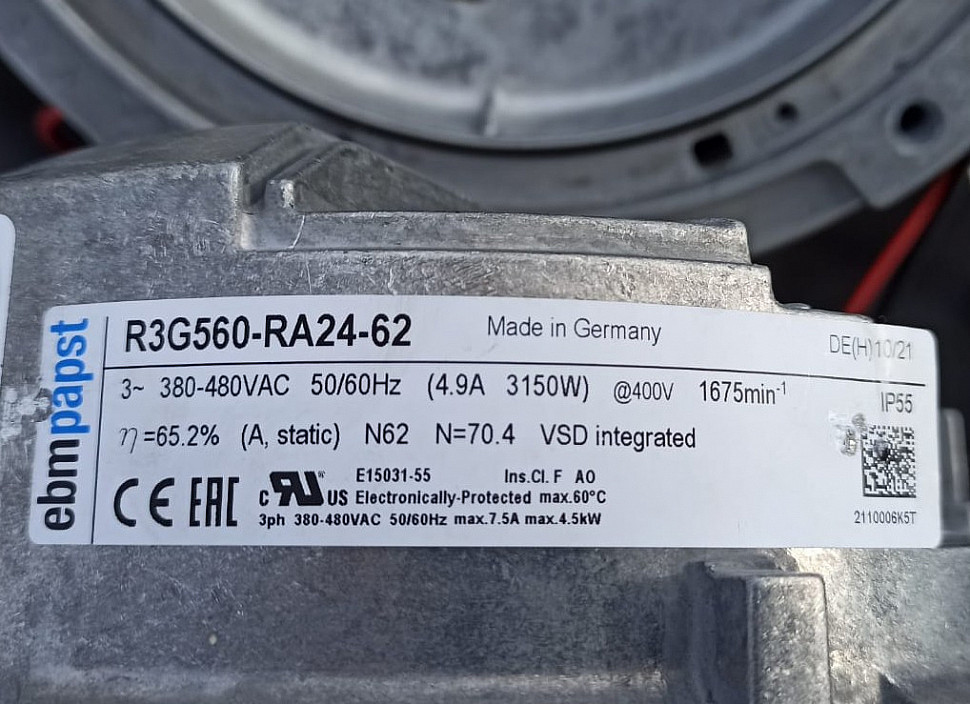 ebmpapst
R3G560-RA24-62 Made in Germany DE(H)10/21
3~ 380-480VAC 50/60Hz (4.9A 3150W) @400V 1675min-1 IP55
η=65.2% (A, static) N62 N=70.4 VSD integrated
CE EAC c RU US E15031-55 Ins.Cl. F AO
Electronically-Protected max.60°C
3ph 380-480VAC 50/60Hz max.7.5A max.4.5kW
2110006K5T